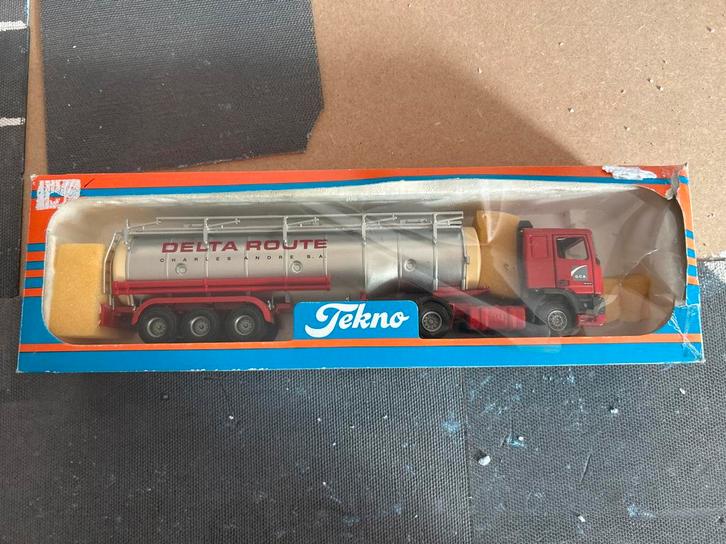 DELTA ROUTE
CHARLES ANDRE S.A.
G.C.A.
Tekno